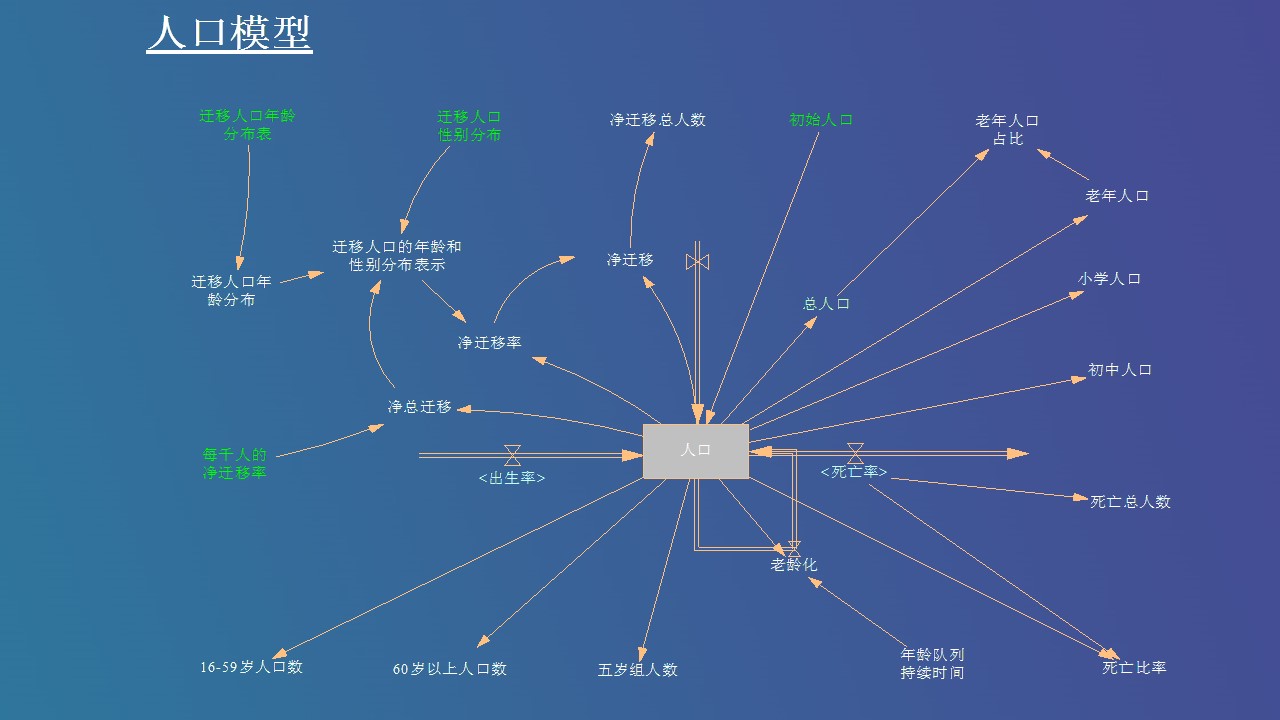 人口模型
迁移人口年龄
分布表
迁移人口
性别分布
净迁移总人数
初始人口
老年人口
占比
老年人口
迁移人口的年龄和
性别分布表示
净迁移
迁移人口年
龄分布
小学人口
总人口
净迁移率
初中人口
净总迁移
人口
每千人的
净迁移率
<出生率>
<死亡率>
死亡总人数
老龄化
16-59岁人口数
60岁以上人口数
五岁组人数
年龄队列
持续时间
死亡比率